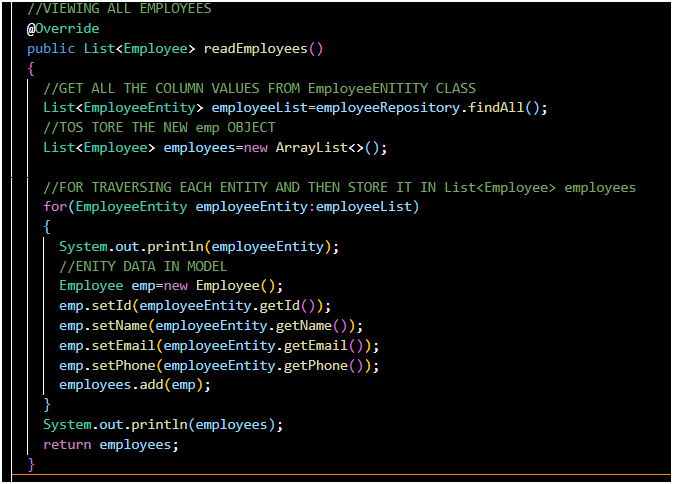 //VIEWING ALL EMPLOYEES
@Override
public List<Employee> readEmployees()
{
//GET ALL THE COLUMN VALUES FROM EmployeeENITITY CLASS
List<EmployeeEntity> employeeList=employeeRepository.findAll();
//TOS TORE THE NEW emp OBJECT
List<Employee> employees=new ArrayList<>();
//FOR TRAVERSING EACH ENTITY AND THEN STORE IT IN List<Employee> employees
for(EmployeeEntity employeeEntity:employeeList)
{
System.out.println(employeeEntity);
//ENITY DATA IN MODEL
Employee emp=new Employee();
emp.setId(employeeEntity.getId());
emp.setName(employeeEntity.getName());
emp.setEmail(employeeEntity.getEmail());
emp.setPhone(employeeEntity.getPhone());
employees.add(emp);
}
System.out.println(employees);
return employees;
}